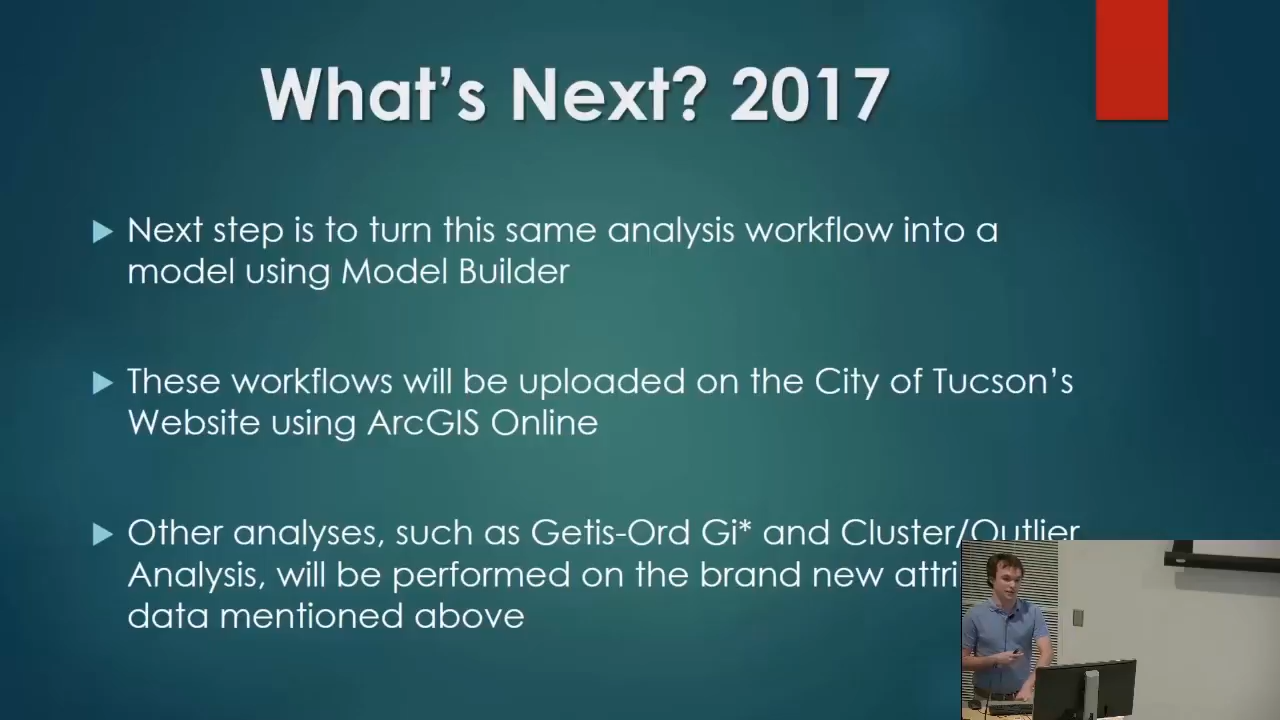 What's Next? 2017
Next step is to turn this same analysis workflow into a
model using Model Builder
These workflows will be uploaded on the City of Tucson's
Website using ArcGIS Online
Other analyses, such as Getis-Ord Gi* and Cluster/Outlier
Analysis, will be performed on the brand new
data mentioned above